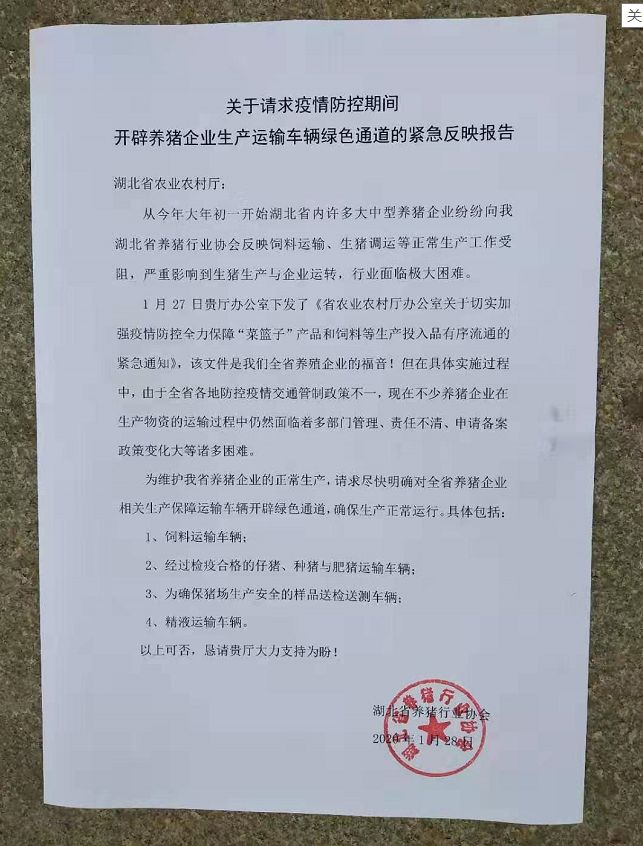 关
关于请求疫情防控期间
开辟养猪企业生产运输车辆绿色通道的紧急反映报告
湖北省农业农村厅：
从今年大年初一开始湖北省内许多大中型养猪企业纷纷向我
湖北省养猪行业协会反映饲料运输、生猪调运等正常生产工作受
阻，严重影响到生猪生产与企业运转，行业面临极大困难。
1 月 27 日贵厅办公室下发了《省农业农村厅办公室关于切实加
强疫情防控全力保障“菜篮子”产品和饲料等生产投入品有序流通的
紧急通知》，该文件是我们全省养殖企业的福音！但在具体实施过程
中，由于全省各地防控疫情交通管制政策不一，现在不少养猪企业在
生产物资的运输过程中仍然面临着多部门管理、责任不清、申请备案
政策变化大等诸多困难。
为维护我省养猪企业的正常生产，请求尽快明确对全省养猪企业
相关生产保障运输车辆开辟绿色通道，确保生产正常运行。具体包括：
1、饲料运输车辆；
2、经过检疫合格的仔猪、种猪与肥猪运输车辆；
3、为确保猪场生产安全的样品送检送测车辆；
4、精液运输车辆。
以上可否，恳请贵厅大力支持为盼！
湖北省养猪行业协会
2020 年 1 月 28 日
湖北省养猪行业协会